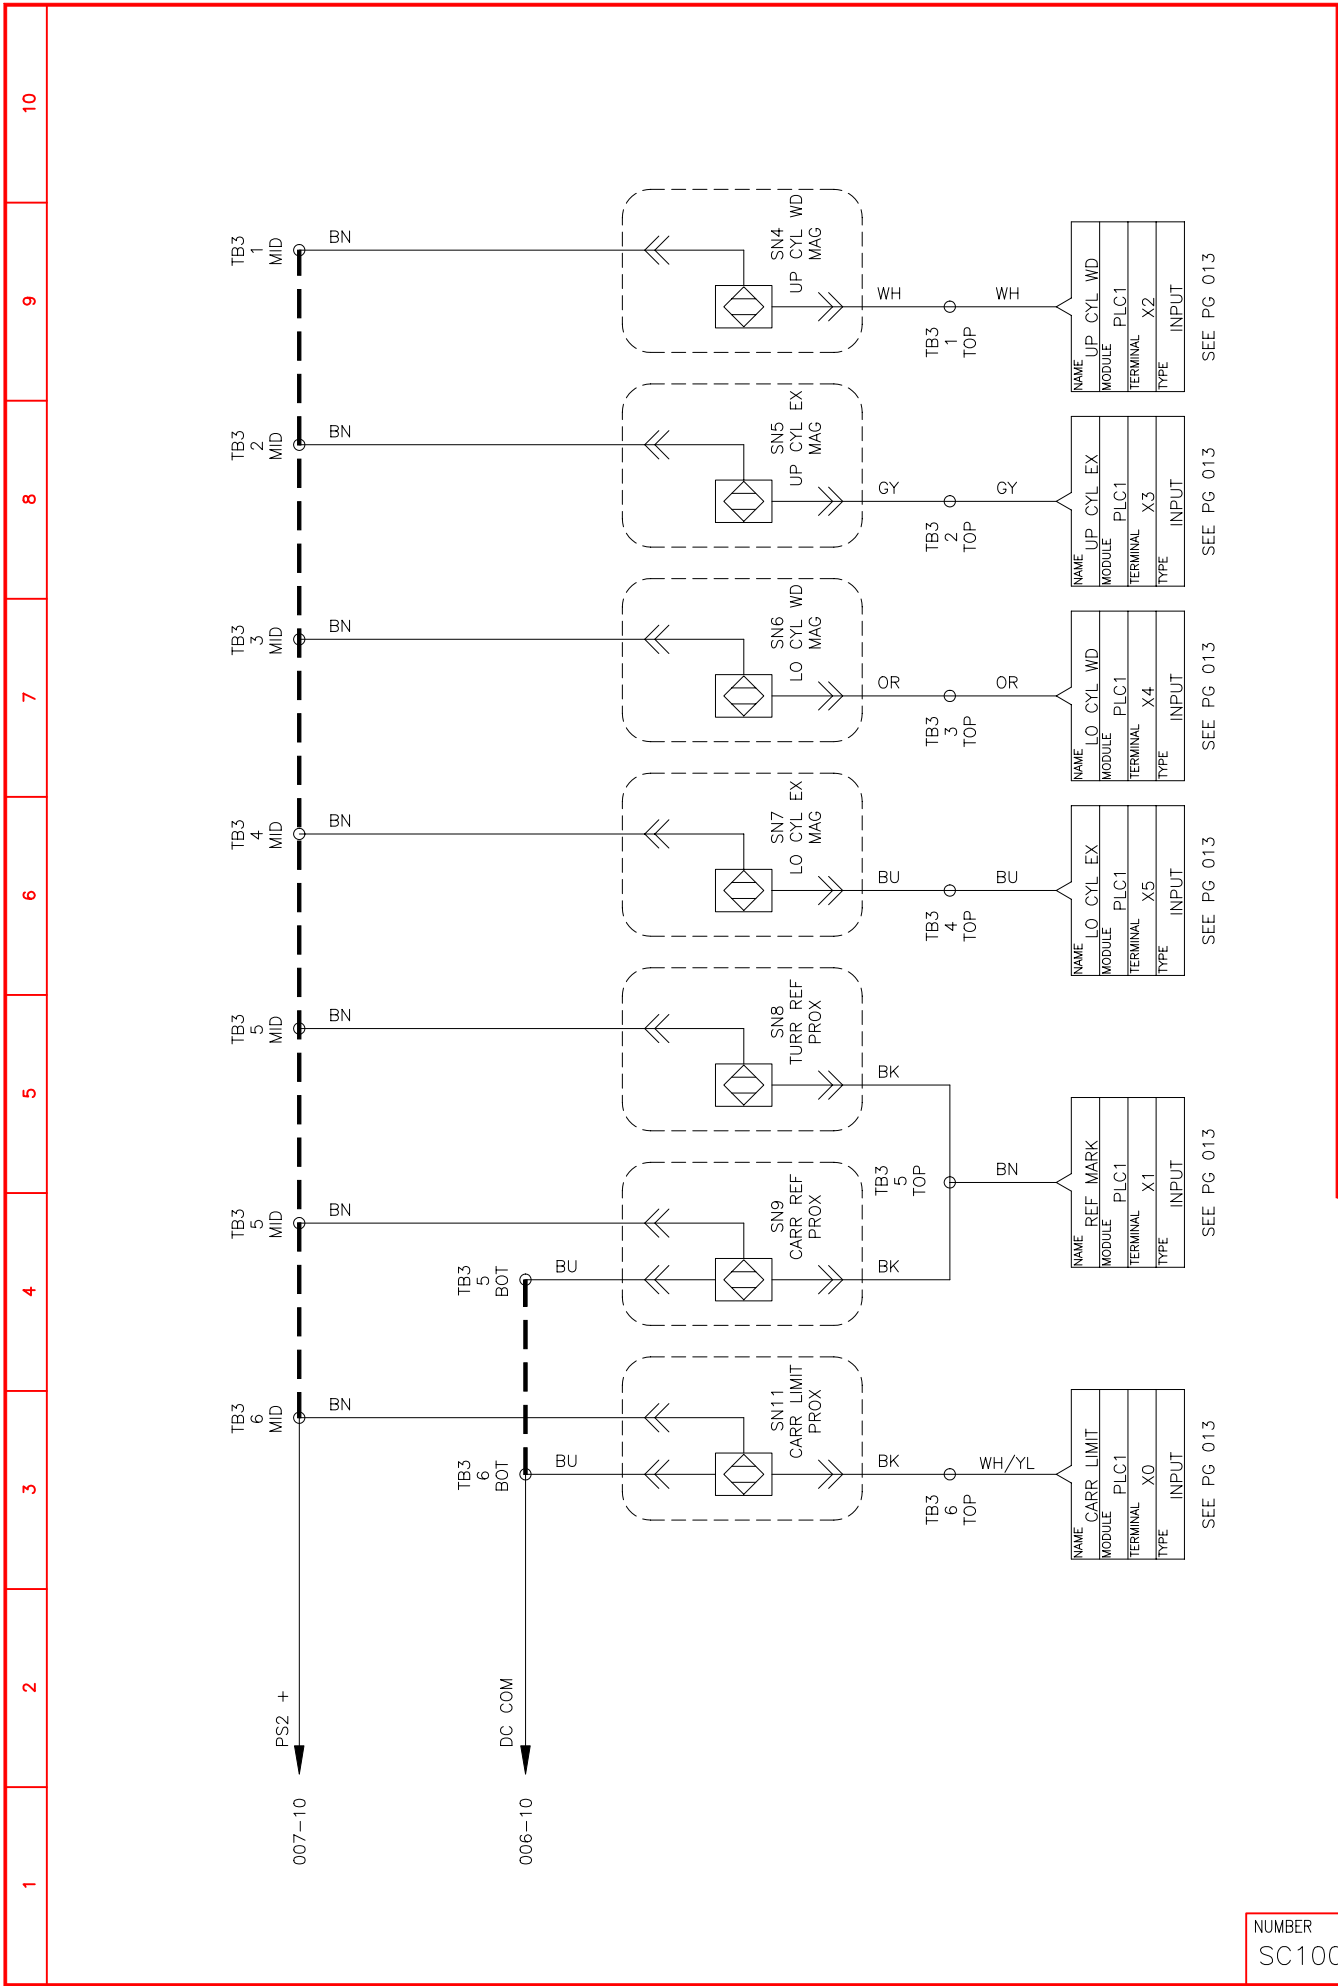 1
2
3
4
5
6
7
8
9
10
007-10
PS2 +
006-10
DC COM
TB3
6
MID
BN
TB3
6
BOT
BU
SN11
CARR LIMIT
PROX
BK
TB3
6
TOP
WH/YL
NAME
CARR LIMIT
MODULE
PLC1
TERMINAL
X0
TYPE
INPUT
SEE PG 013
TB3
5
MID
BN
TB3
5
BOT
BU
SN9
CARR REF
PROX
BK
TB3
5
TOP
BN
NAME
REF MARK
MODULE
PLC1
TERMINAL
X1
TYPE
INPUT
SEE PG 013
TB3
5
MID
BN
SN8
TURR REF
PROX
BK
TB3
4
MID
BN
SN7
LO CYL EX
MAG
BU
TB3
4
TOP
BU
NAME
LO CYL EX
MODULE
PLC1
TERMINAL
X5
TYPE
INPUT
SEE PG 013
TB3
3
MID
BN
SN6
LO CYL WD
MAG
OR
TB3
3
TOP
OR
NAME
LO CYL WD
MODULE
PLC1
TERMINAL
X4
TYPE
INPUT
SEE PG 013
TB3
2
MID
BN
SN5
UP CYL EX
MAG
GY
TB3
2
TOP
GY
NAME
UP CYL EX
MODULE
PLC1
TERMINAL
X3
TYPE
INPUT
SEE PG 013
TB3
1
MID
BN
SN4
UP CYL WD
MAG
WH
TB3
1
TOP
WH
NAME
UP CYL WD
MODULE
PLC1
TERMINAL
X2
TYPE
INPUT
SEE PG 013
NUMBER